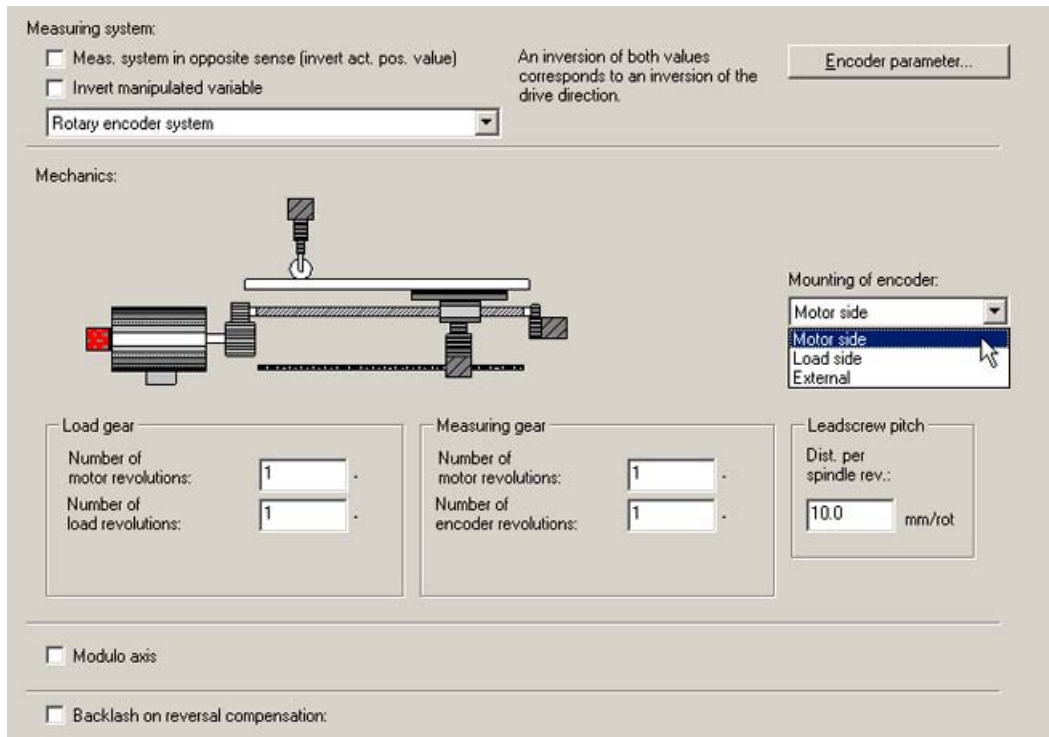 Measuring system:
Meas. system in opposite sense (invert act. pos. value)
Invert manipulated variable
Rotary encoder system
An inversion of both values
corresponds to an inversion of the
drive direction.
Encoder parameter...
Mechanics:
Mounting of encoder:
Motor side
Motor side
Load side
External
Load gear
Number of
motor revolutions:
1
Number of
load revolutions:
1
Measuring gear
Number of
motor revolutions:
1
Number of
encoder revolutions:
1
Leadscrew pitch
Dist. per
spindle rev.:
10.0 mm/rot
Modulo axis
Backlash on reversal compensation: